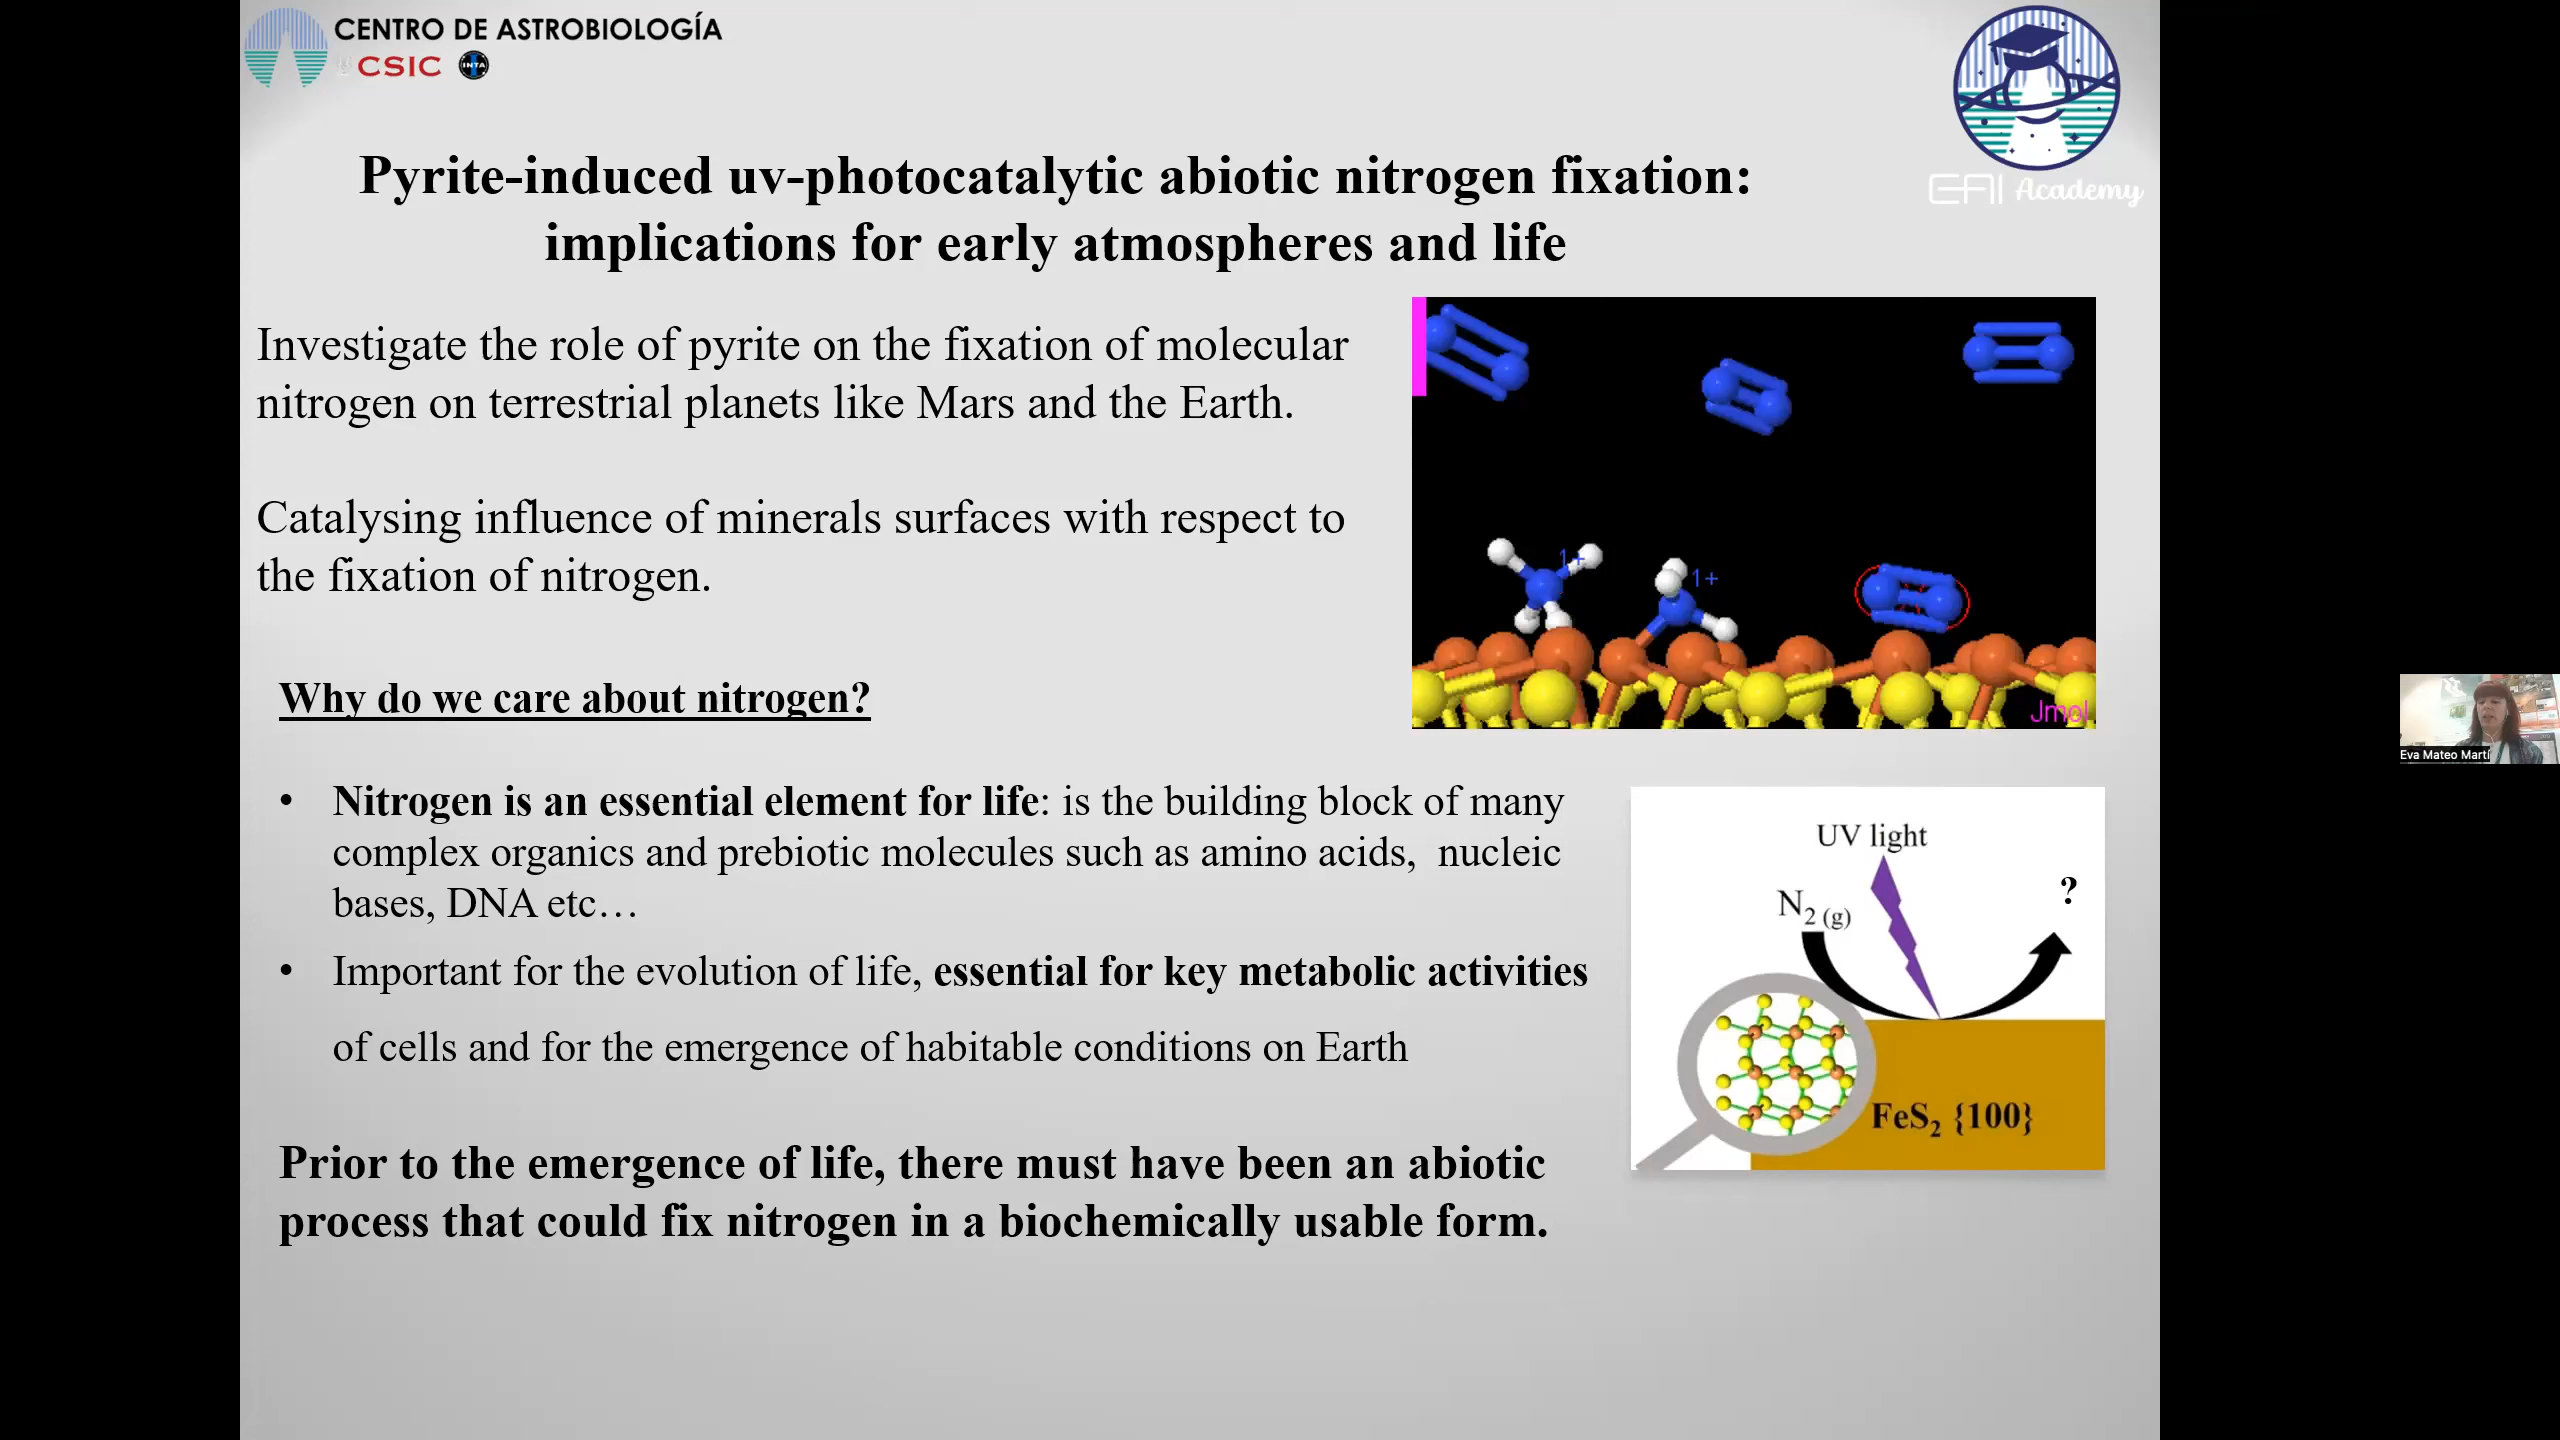 CENTRO DE ASTROBIOLOGÍA
CSIC INTA
EAI Academy
Pyrite-induced uv-photocatalytic abiotic nitrogen fixation:
implications for early atmospheres and life
Investigate the role of pyrite on the fixation of molecular
nitrogen on terrestrial planets like Mars and the Earth.
Catalysing influence of minerals surfaces with respect to
the fixation of nitrogen.
1+
1+
Jmol
Why do we care about nitrogen?
• Nitrogen is an essential element for life: is the building block of many
complex organics and prebiotic molecules such as amino acids, nucleic
bases, DNA etc…
• Important for the evolution of life, essential for key metabolic activities
of cells and for the emergence of habitable conditions on Earth
Prior to the emergence of life, there must have been an abiotic
process that could fix nitrogen in a biochemically usable form.
UV light
N2 (g)
?
FeS2 {100}
Eva Mateo Martí